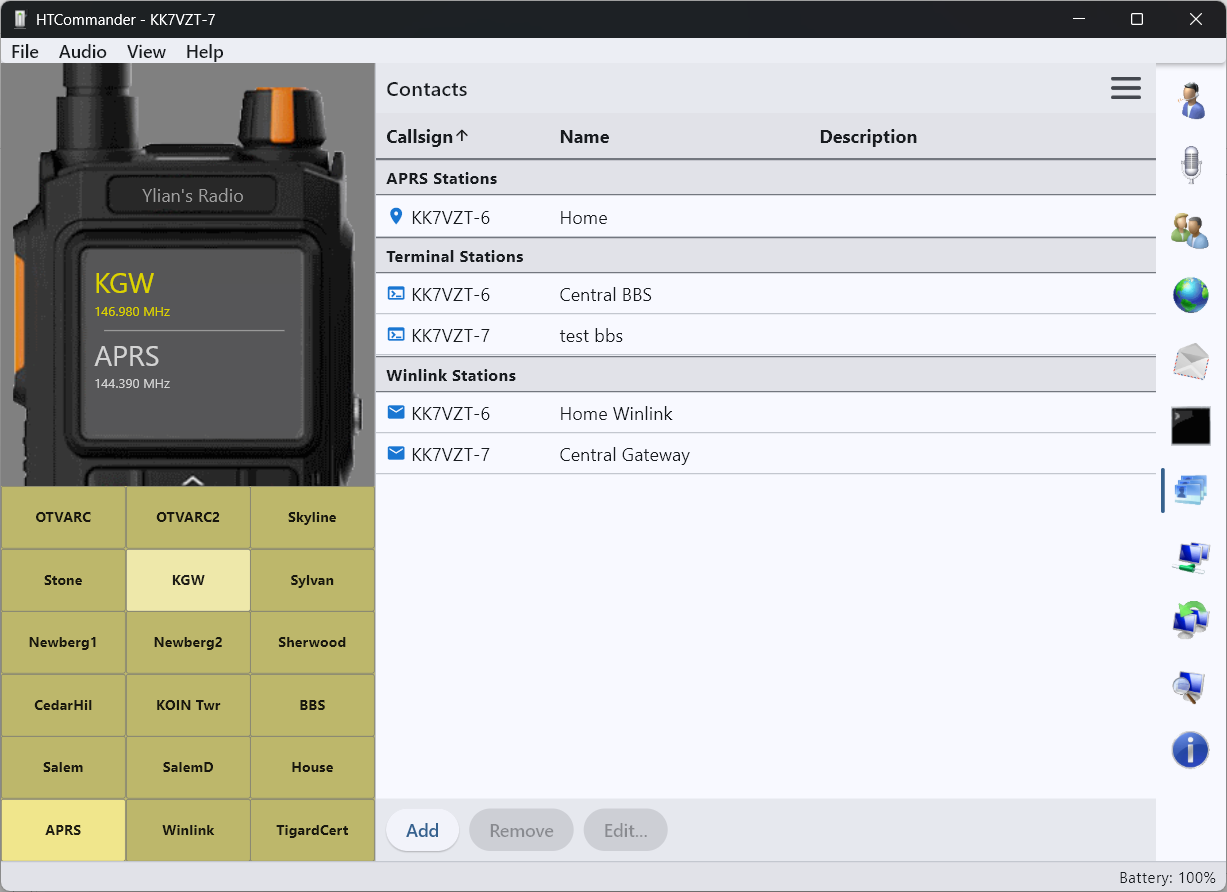 HTCommander - KK7VZT-7
File Audio View Help
Ylian's Radio
KGW
146.980 MHz
APRS
144.390 MHz
OTVARC OTVARC2 Skyline
Stone KGW Sylvan
Newberg1 Newberg2 Sherwood
CedarHil KOIN Twr BBS
Salem SalemD House
APRS Winlink TigardCert
Contacts
Callsign↑ Name Description
APRS Stations
KK7VZT-6 Home
Terminal Stations
KK7VZT-6 Central BBS
KK7VZT-7 test bbs
Winlink Stations
KK7VZT-6 Home Winlink
KK7VZT-7 Central Gateway
Add Remove Edit...
Battery: 100%